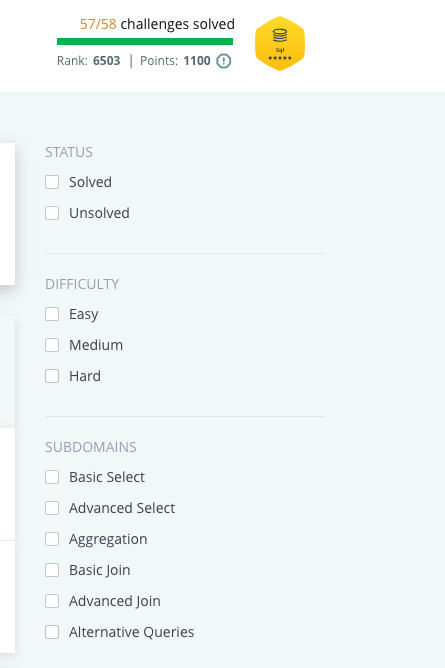 57/58 challenges solved
Rank: 6503 | Points: 1100
Sql
STATUS
Solved
Unsolved
DIFFICULTY
Easy
Medium
Hard
SUBDOMAINS
Basic Select
Advanced Select
Aggregation
Basic Join
Advanced Join
Alternative Queries